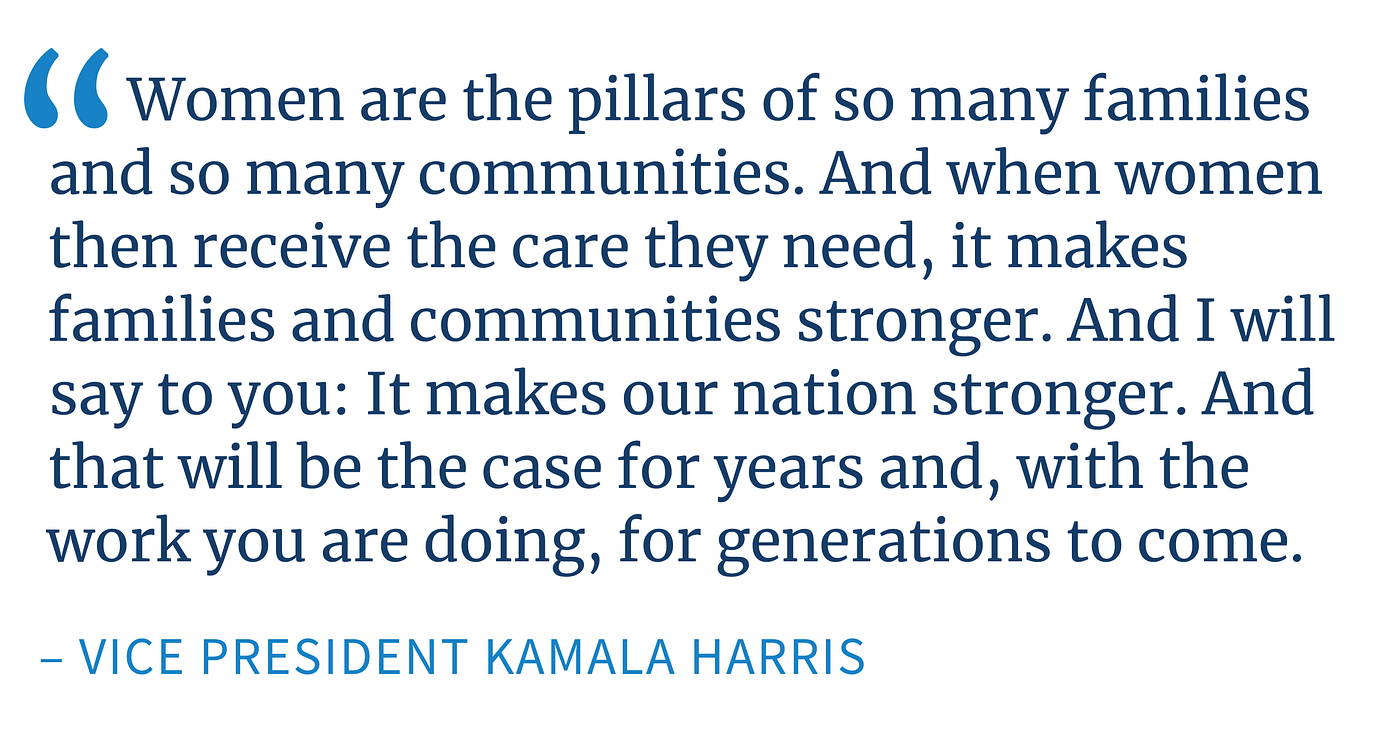 “Women are the pillars of so many families
and so many communities. And when women
then receive the care they need, it makes
families and communities stronger. And I will
say to you: It makes our nation stronger. And
that will be the case for years and, with the
work you are doing, for generations to come.
– VICE PRESIDENT KAMALA HARRIS